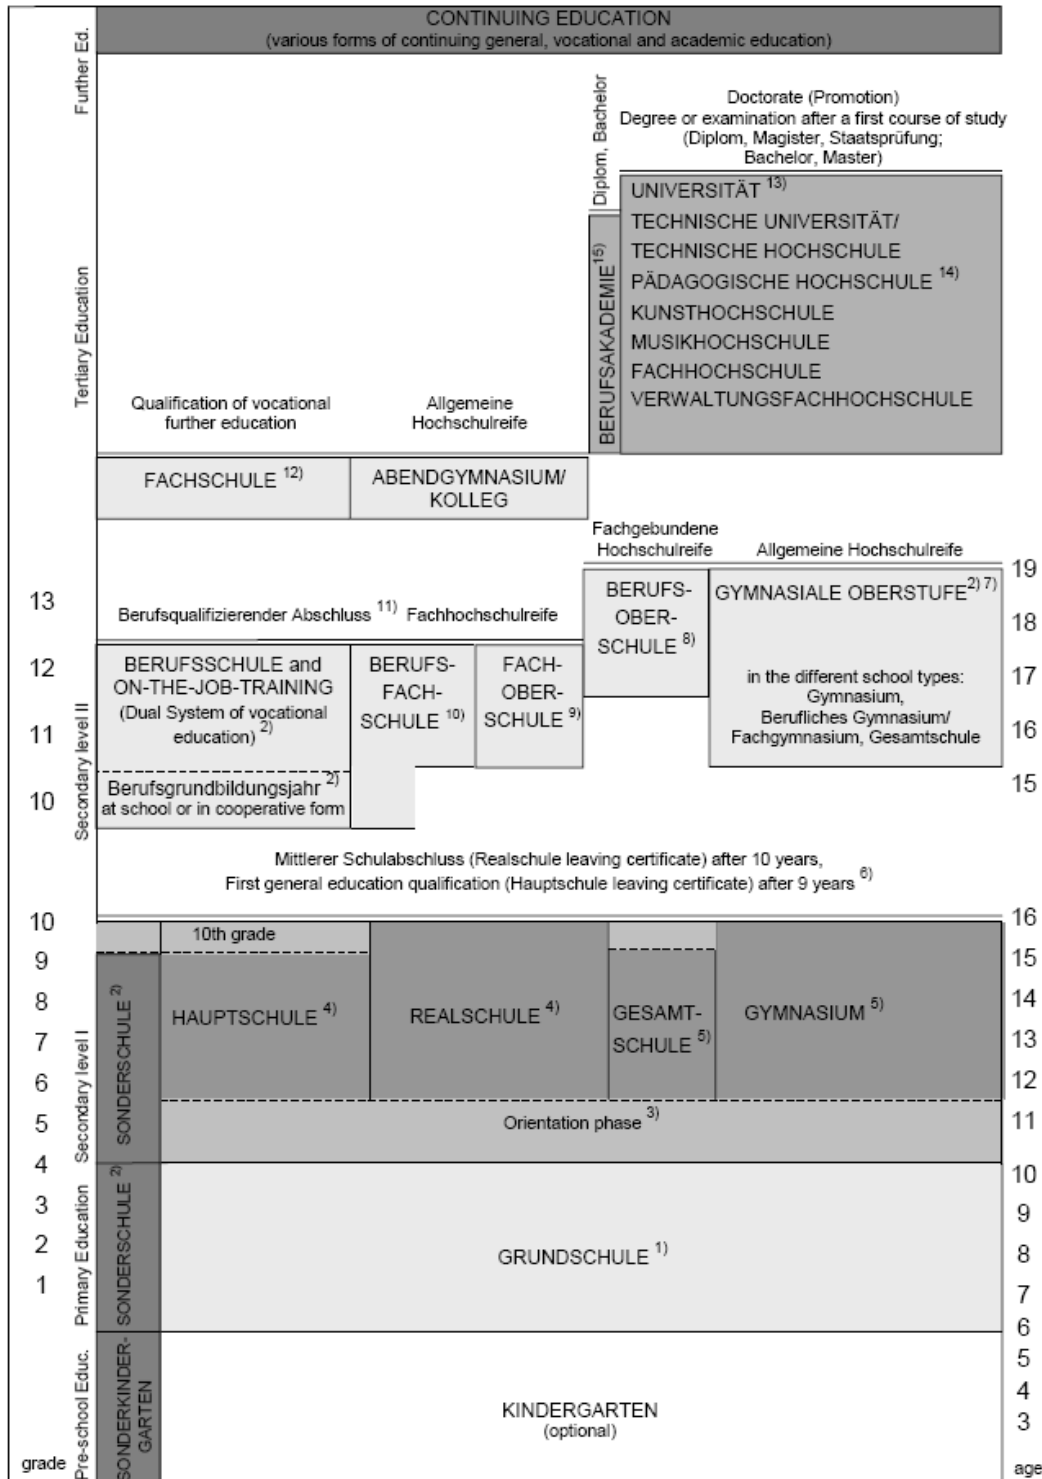 CONTINUING EDUCATION
(various forms of continuing general, vocational and academic education)
Further Ed.
Diplom, Bachelor
Doctorate (Promotion)
Degree or examination after a first course of study
(Diplom, Magister, Staatsprüfung;
Bachelor, Master)
Tertiary Education
BERUFSAKADEMIE 15)
UNIVERSITÄT 13)
TECHNISCHE UNIVERSITÄT/
TECHNISCHE HOCHSCHULE
PÄDAGOGISCHE HOCHSCHULE 14)
KUNSTHOCHSCHULE
MUSIKHOCHSCHULE
FACHHOCHSCHULE
VERWALTUNGSFACHHOCHSCHULE
Qualification of vocational
further education
Allgemeine
Hochschulreife
FACHSCHULE 12)
ABENDGYMNASIUM/
KOLLEG
Fachgebundene
Hochschulreife
Allgemeine Hochschulreife
Secondary level II
13
12
11
10
Berufsqualifizierender Abschluss 11)
Fachhochschulreife
BERUFSSCHULE and
ON-THE-JOB-TRAINING
(Dual System of vocational
education) 2)
Berufsgrundbildungsjahr 2)
at school or in cooperative form
BERUFS-
FACH-
SCHULE 10)
FACH-
OBER-
SCHULE 9)
BERUFS-
OBER-
SCHULE 8)
GYMNASIALE OBERSTUFE 2) 7)
in the different school types:
Gymnasium,
Berufliches Gymnasium/
Fachgymnasium, Gesamtschule
19
18
17
16
15
Mittlerer Schulabschluss (Realschule leaving certificate) after 10 years,
First general education qualification (Hauptschule leaving certificate) after 9 years 6)
Secondary level I
10
9
8
7
6
5
4
SONDERSCHULE 2)
10th grade
HAUPTSCHULE 4)
REALSCHULE 4)
GESAMT-
SCHULE 5)
GYMNASIUM 5)
Orientation phase 3)
16
15
14
13
12
11
10
Primary Education
3
2
1
SONDERSCHULE 2)
GRUNDSCHULE 1)
9
8
7
6
Pre-school Educ.
SONDERKINDER-
GARTEN
KINDERGARTEN
(optional)
5
4
3
grade
age